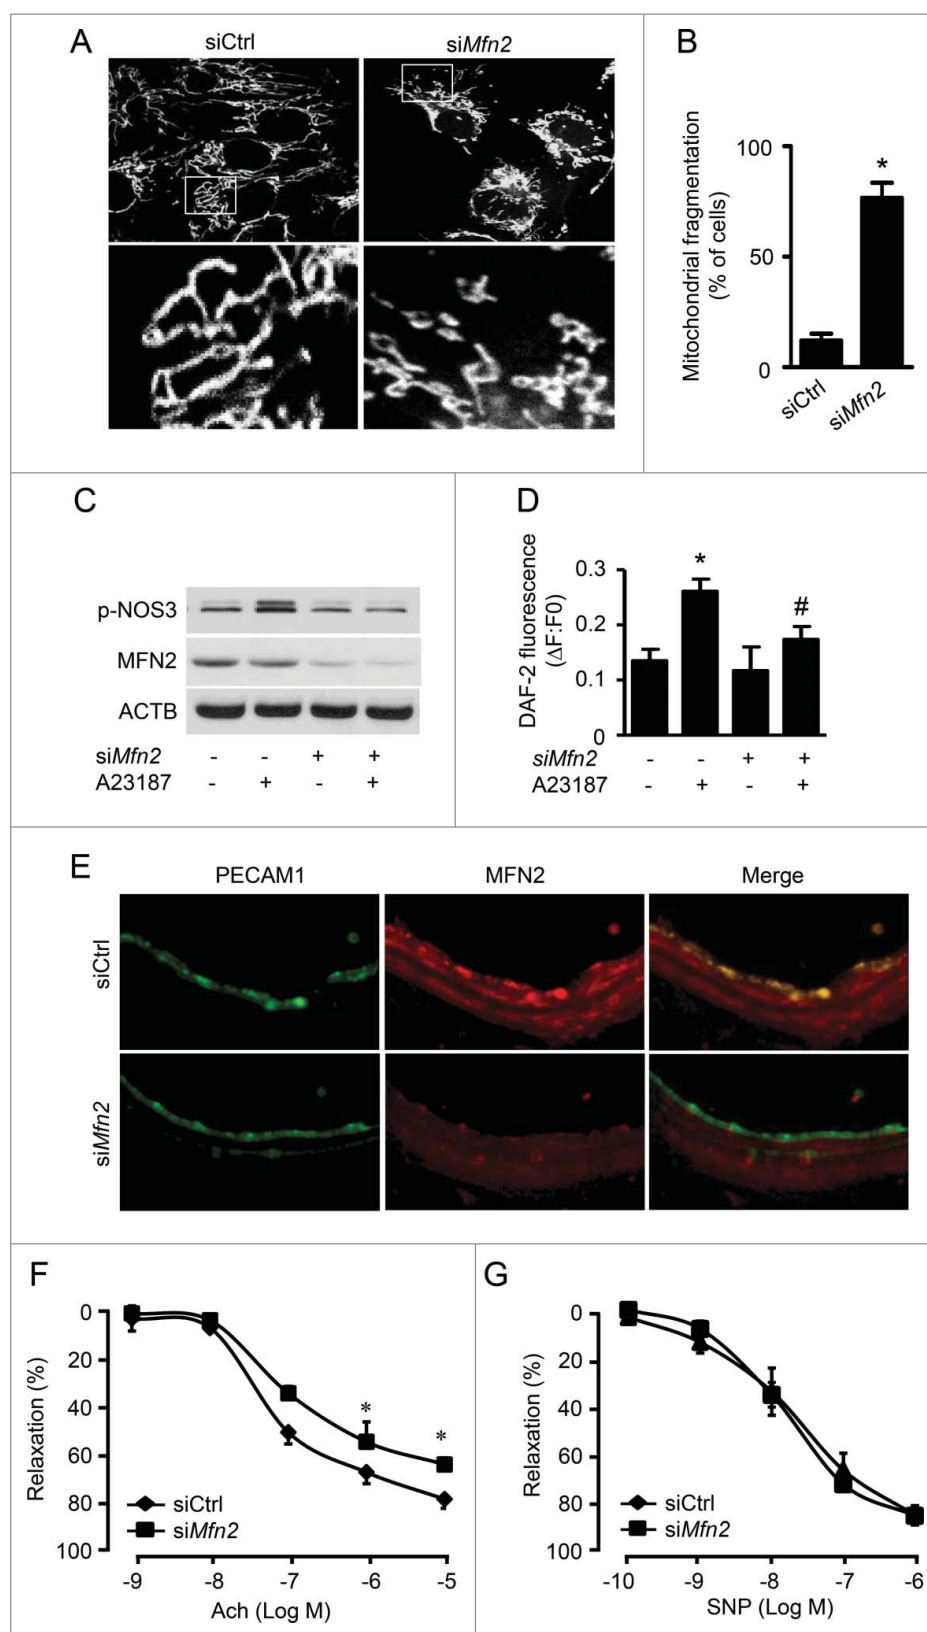 A
siCtrl
siMfn2
B
Mitochondrial fragmentation
(% of cells)
100
50
0
*
siCtrl
siMfn2
C
p-NOS3
MFN2
ACTB
siMfn2 - - + +
A23187 - + - +
D
DAF-2 fluorescence
(ΔF:F0)
0.3
0.2
0.1
0
*
#
siMfn2 - - + +
A23187 - + - +
E
PECAM1 MFN2 Merge
siCtrl
siMfn2
F
Relaxation (%)
0
20
40
60
80
100
* *
siCtrl
siMfn2
-9 -8 -7 -6 -5
Ach (Log M)
G
Relaxation (%)
0
20
40
60
80
100
siCtrl
siMfn2
-10 -9 -8 -7 -6
SNP (Log M)